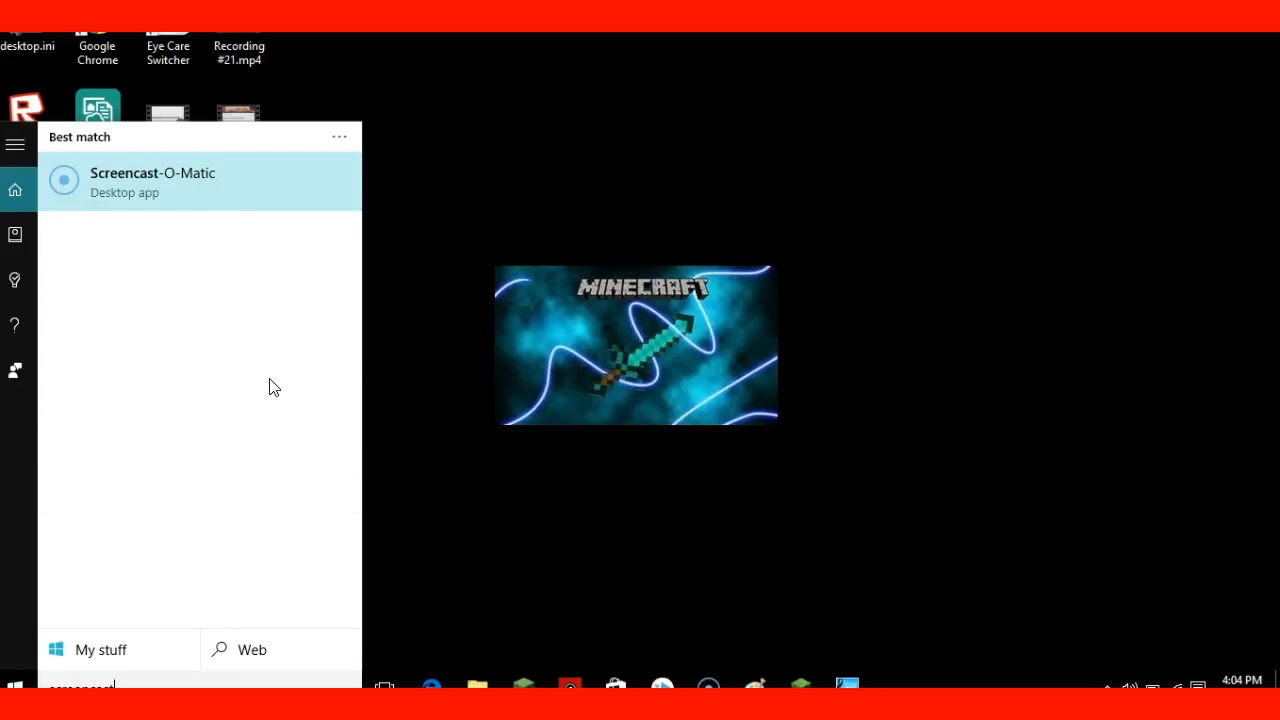 desktop.ini
Google Chrome
Eye Care Switcher
Recording #21.mp4
Best match
Screencast-O-Matic
Desktop app
MINECRAFT
My stuff
Web
screencast
4:04 PM